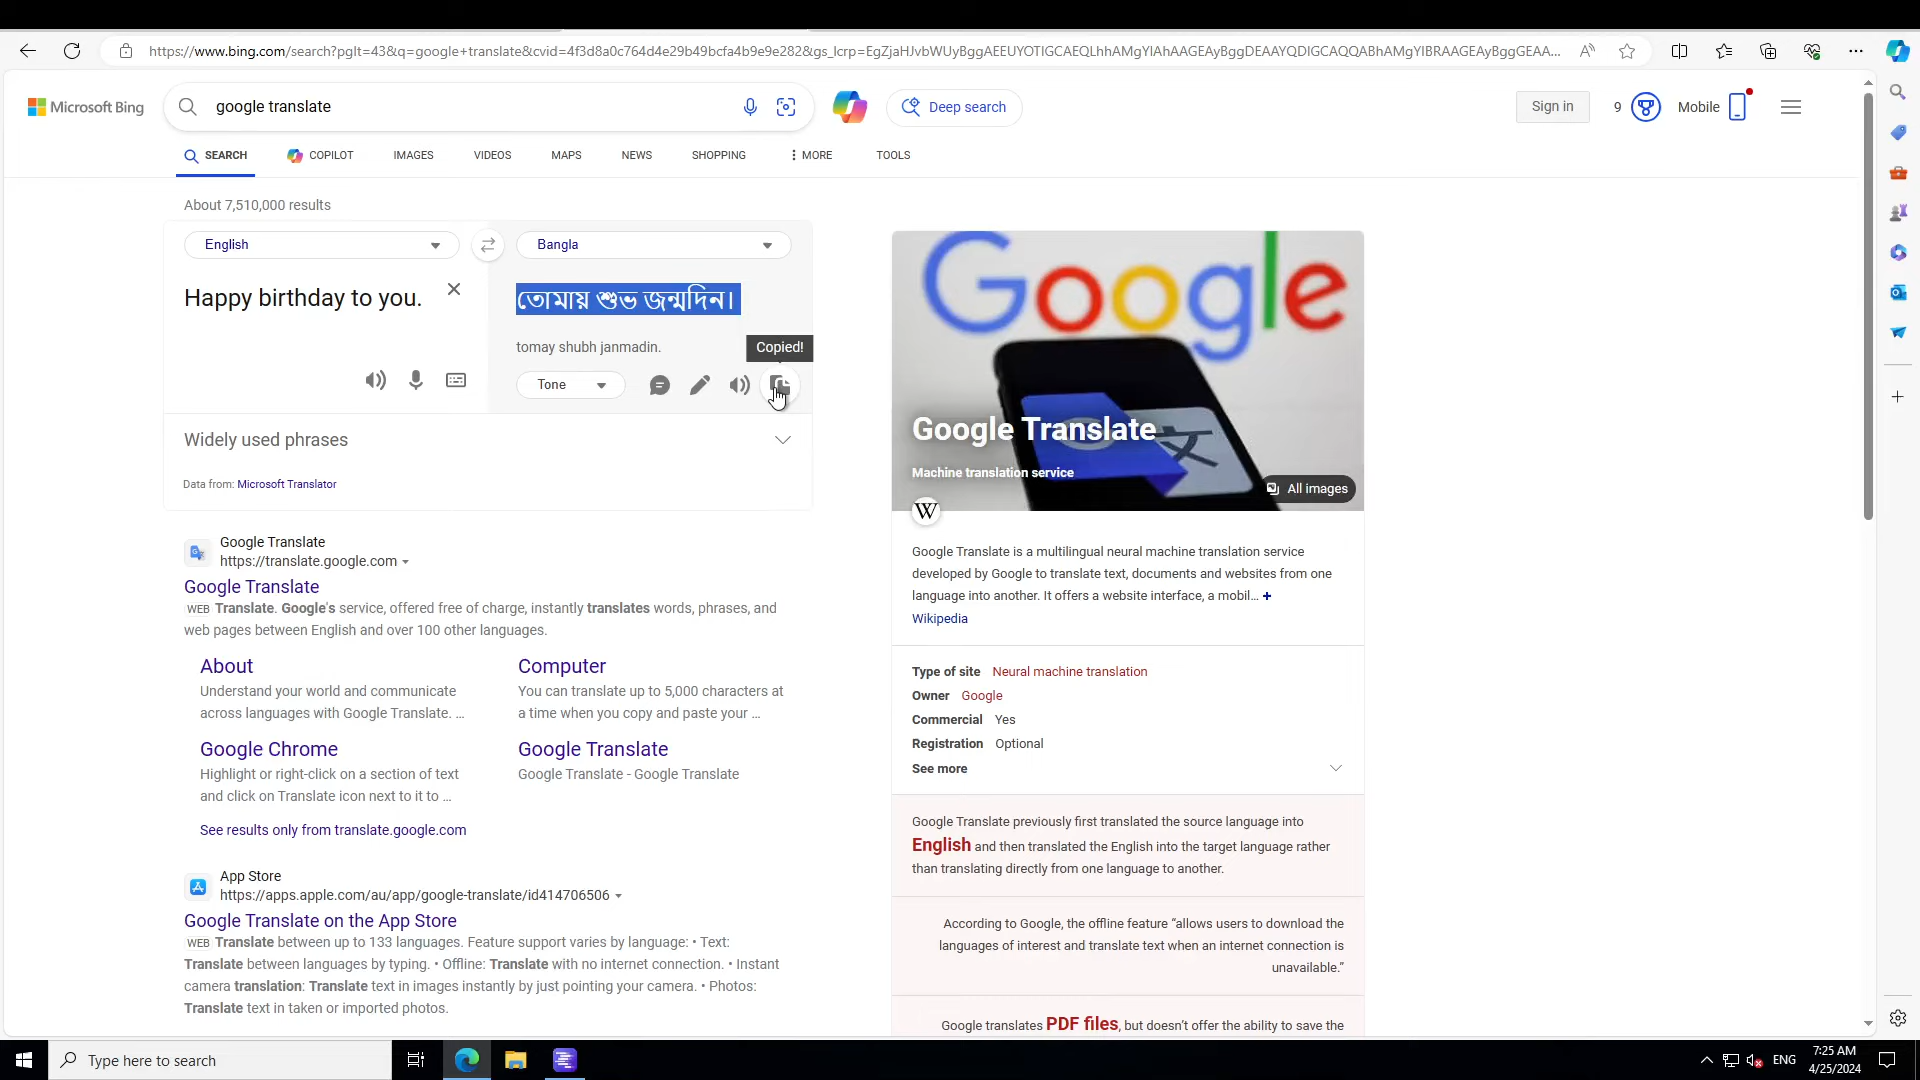 https://www.bing.com/search?pglt=43&q=google+translate&cvid=4f3d8a0c764d4e29b49bcfa4b9e9e282&gs_lcrp=EgZjaHJvbWUyBggAEEUYOTIGCAEQLhhAMgYIAhAAGEAyBggDEAAYQDIGCAQQABhAMgYIBRAAGEAyBggGEAA...
Microsoft Bing
google translate
Deep search
Sign in
9
Mobile
SEARCH
COPILOT
IMAGES
VIDEOS
MAPS
NEWS
SHOPPING
MORE
TOOLS
About 7,510,000 results
English
Bangla
Happy birthday to you.
তোমায় শুভ জন্মদিন।
tomay shubh janmadin.
Copied!
Tone
Widely used phrases
Data from: Microsoft Translator
Google Translate
https://translate.google.com
Google Translate
WEB Translate. Google's service, offered free of charge, instantly translates words, phrases, and
web pages between English and over 100 other languages.
About
Understand your world and communicate
across languages with Google Translate. ...
Computer
You can translate up to 5,000 characters at
a time when you copy and paste your ...
Google Chrome
Highlight or right-click on a section of text
and click on Translate icon next to it to ...
Google Translate
Google Translate - Google Translate
See results only from translate.google.com
App Store
https://apps.apple.com/au/app/google-translate/id414706506
Google Translate on the App Store
WEB Translate between up to 133 languages. Feature support varies by language: • Text:
Translate between languages by typing. • Offline: Translate with no internet connection. • Instant
camera translation: Translate text in images instantly by just pointing your camera. • Photos:
Translate text in taken or imported photos.
Google
Google Translate
Machine translation service
All images
W
Google Translate is a multilingual neural machine translation service
developed by Google to translate text, documents and websites from one
language into another. It offers a website interface, a mobil... +
Wikipedia
Type of site Neural machine translation
Owner Google
Commercial Yes
Registration Optional
See more
Google Translate previously first translated the source language into
English and then translated the English into the target language rather
than translating directly from one language to another.
According to Google, the offline feature “allows users to download the
languages of interest and translate text when an internet connection is
unavailable.”
Google translates PDF files, but doesn’t offer the ability to save the
Type here to search
ENG
7:25 AM
4/25/2024